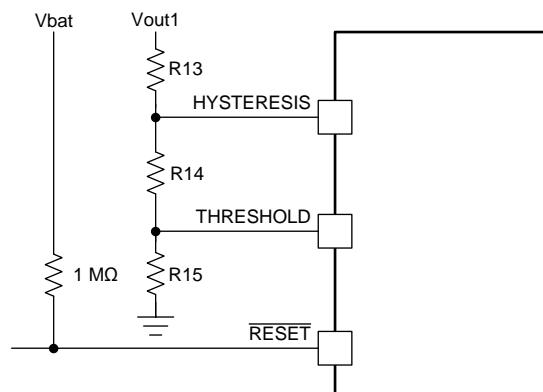 Vbat
Vout1
R13
HYSTERESIS
R14
THRESHOLD
R15
1 MΩ
RESET